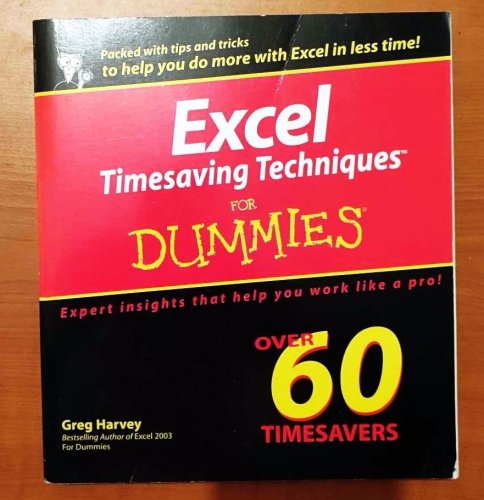 Packed with tips and tricks
to help you do more with Excel in less time!
Excel
Timesaving Techniques™
FOR
DUMMIES®
Expert insights that help you work like a pro!
OVER
60
TIMESAVERS
Greg Harvey
Bestselling Author of Excel 2003
For Dummies